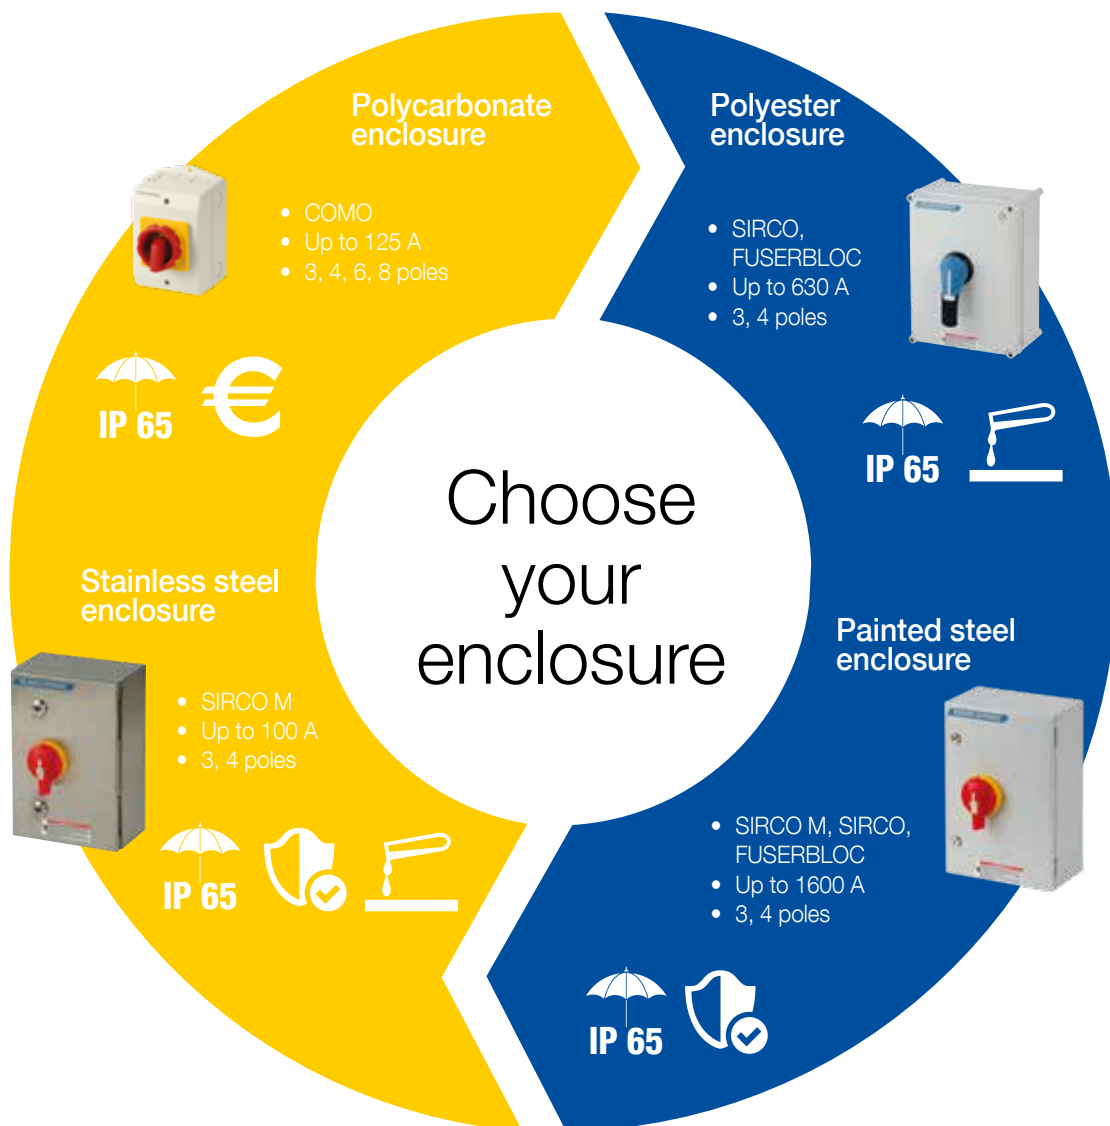 Polycarbonate
enclosure
• COMO
• Up to 125 A
• 3, 4, 6, 8 poles
IP 65
€
Polyester
enclosure
• SIRCO,
FUSERBLOC
• Up to 630 A
• 3, 4 poles
IP 65
Choose
your
enclosure
Stainless steel
enclosure
• SIRCO M
• Up to 100 A
• 3, 4 poles
IP 65
Painted steel
enclosure
• SIRCO M, SIRCO,
FUSERBLOC
• Up to 1600 A
• 3, 4 poles
IP 65